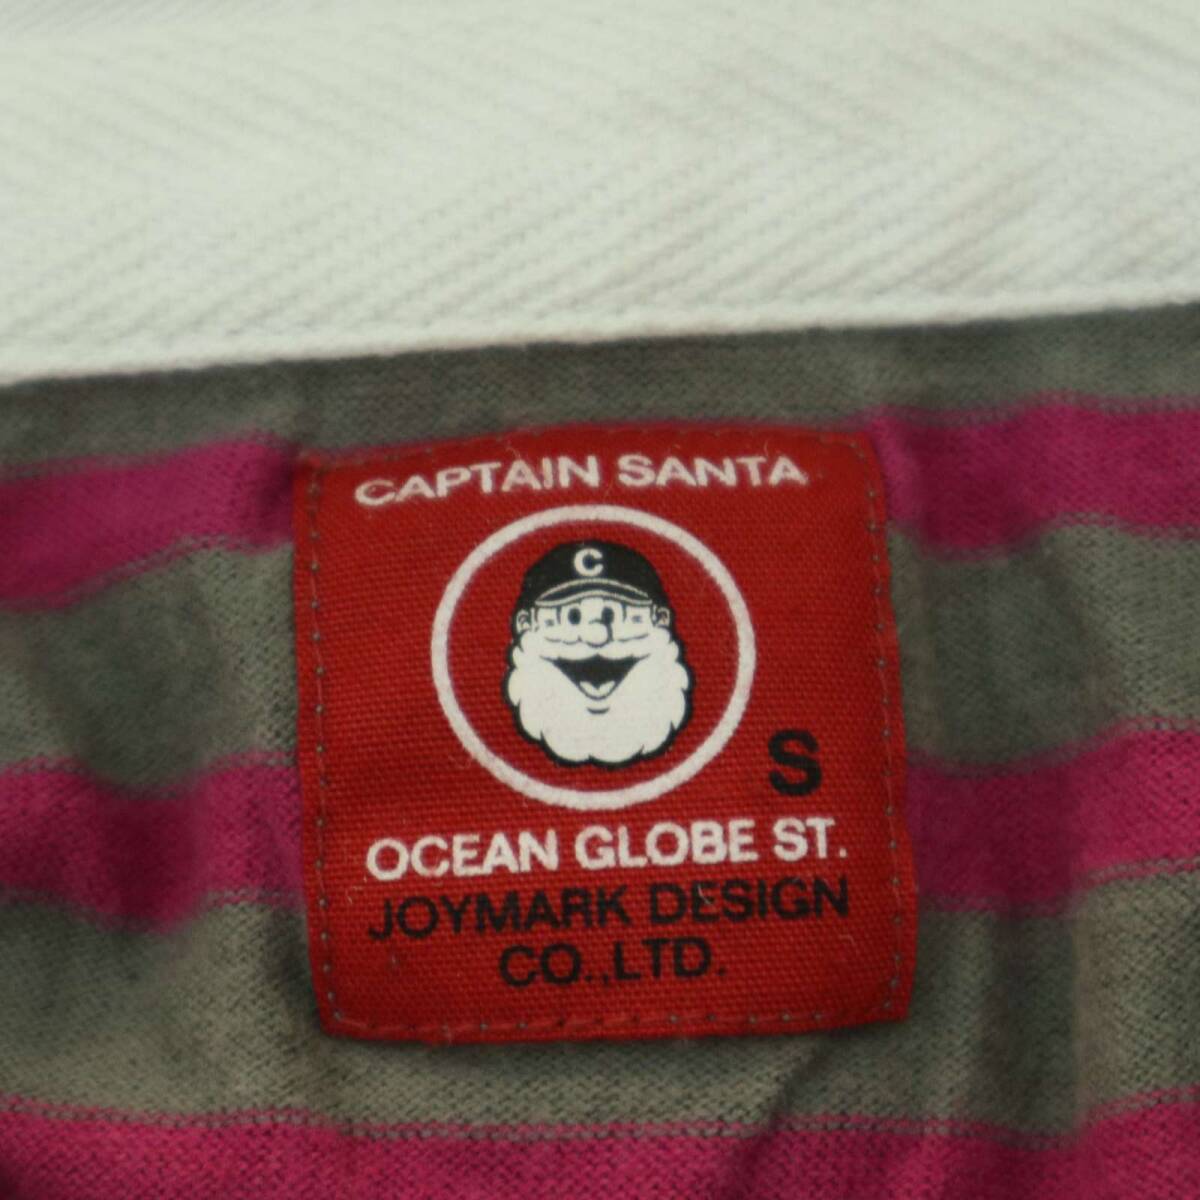 CAPTAIN SANTA
C
S
OCEAN GLOBE ST.
JOYMARK DESIGN
CO.,LTD.